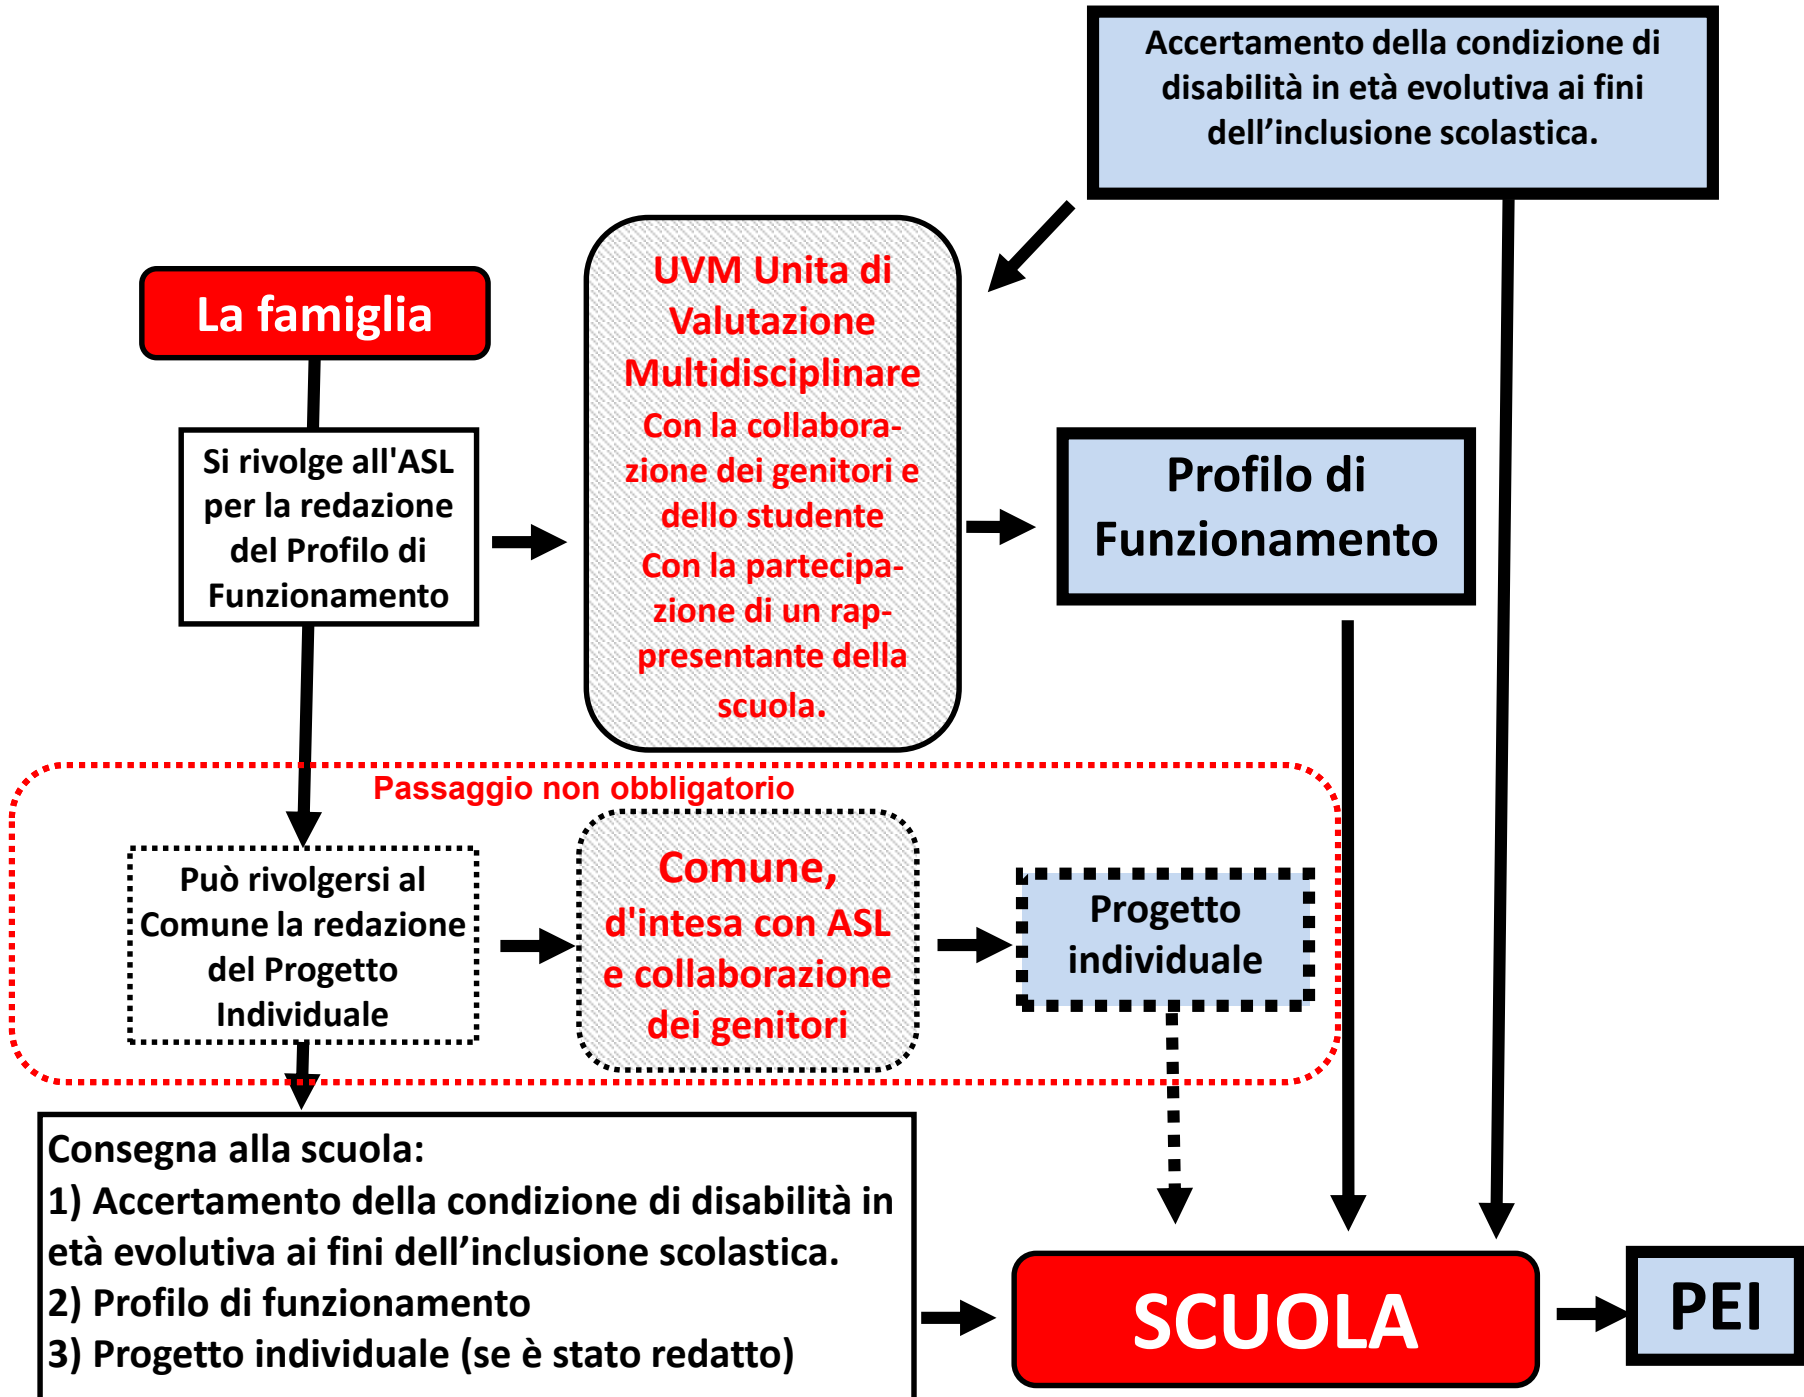 Accertamento della condizione di
disabilità in età evolutiva ai fini
dell’inclusione scolastica.
La famiglia
Si rivolge all'ASL
per la redazione
del Profilo di
Funzionamento
UVM Unita di
Valutazione
Multidisciplinare
Con la collabora-
zione dei genitori e
dello studente
Con la partecipa-
zione di un rap-
presentante della
scuola.
Profilo di
Funzionamento
Passaggio non obbligatorio
Può rivolgersi al
Comune la redazione
del Progetto
Individuale
Comune,
d'intesa con ASL
e collaborazione
dei genitori
Progetto
individuale
Consegna alla scuola:
1) Accertamento della condizione di disabilità in
età evolutiva ai fini dell’inclusione scolastica.
2) Profilo di funzionamento
3) Progetto individuale (se è stato redatto)
SCUOLA
PEI